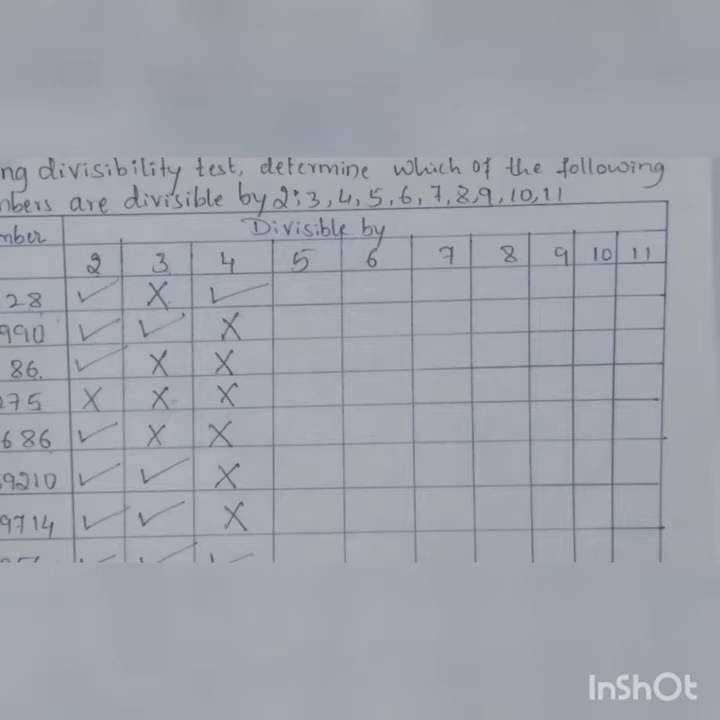 ng divisibility test, determine which of the following
mbers are divisible by 2,3,4,5,6,7,8,9,10,11
mber Divisible by
2 3 4 5 6 7 8 9 10 11
28 ✓ X ✓
990 ✓ ✓ X
86. ✓ X X
275 X X X
686 ✓ X X
9210 ✓ ✓ X
9714 ✓ ✓ X
InShOt